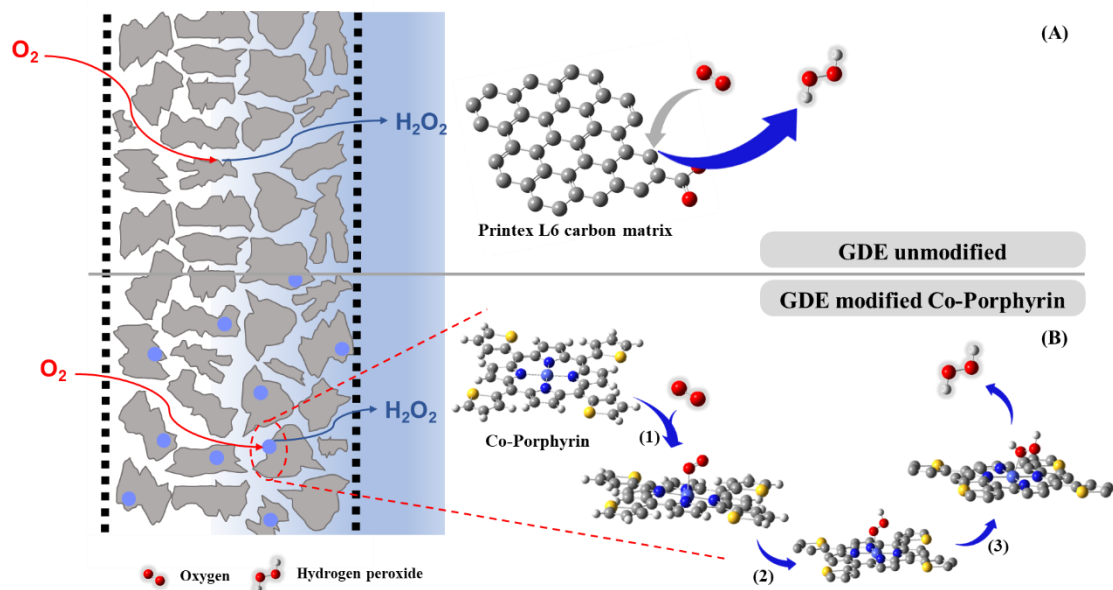 (A)
O₂
H₂O₂
Printex L6 carbon matrix
GDE unmodified
GDE modified Co-Porphyrin
(B)
O₂
H₂O₂
Co-Porphyrin
(1)
(2)
(3)
Oxygen
Hydrogen peroxide